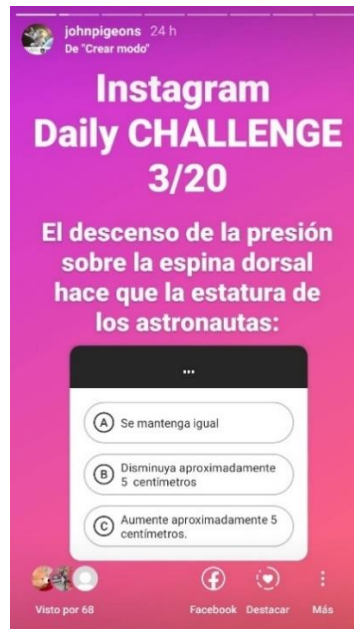 johnpigeons 24 h
De "Crear modo"
Instagram
Daily CHALLENGE
3/20
El descenso de la presión
sobre la espina dorsal
hace que la estatura de
los astronautas:
...
A Se mantenga igual
B Disminuya aproximadamente
5 centímetros
C Aumente aproximadamente 5
centímetros.
Visto por 68
Facebook Destacar Más